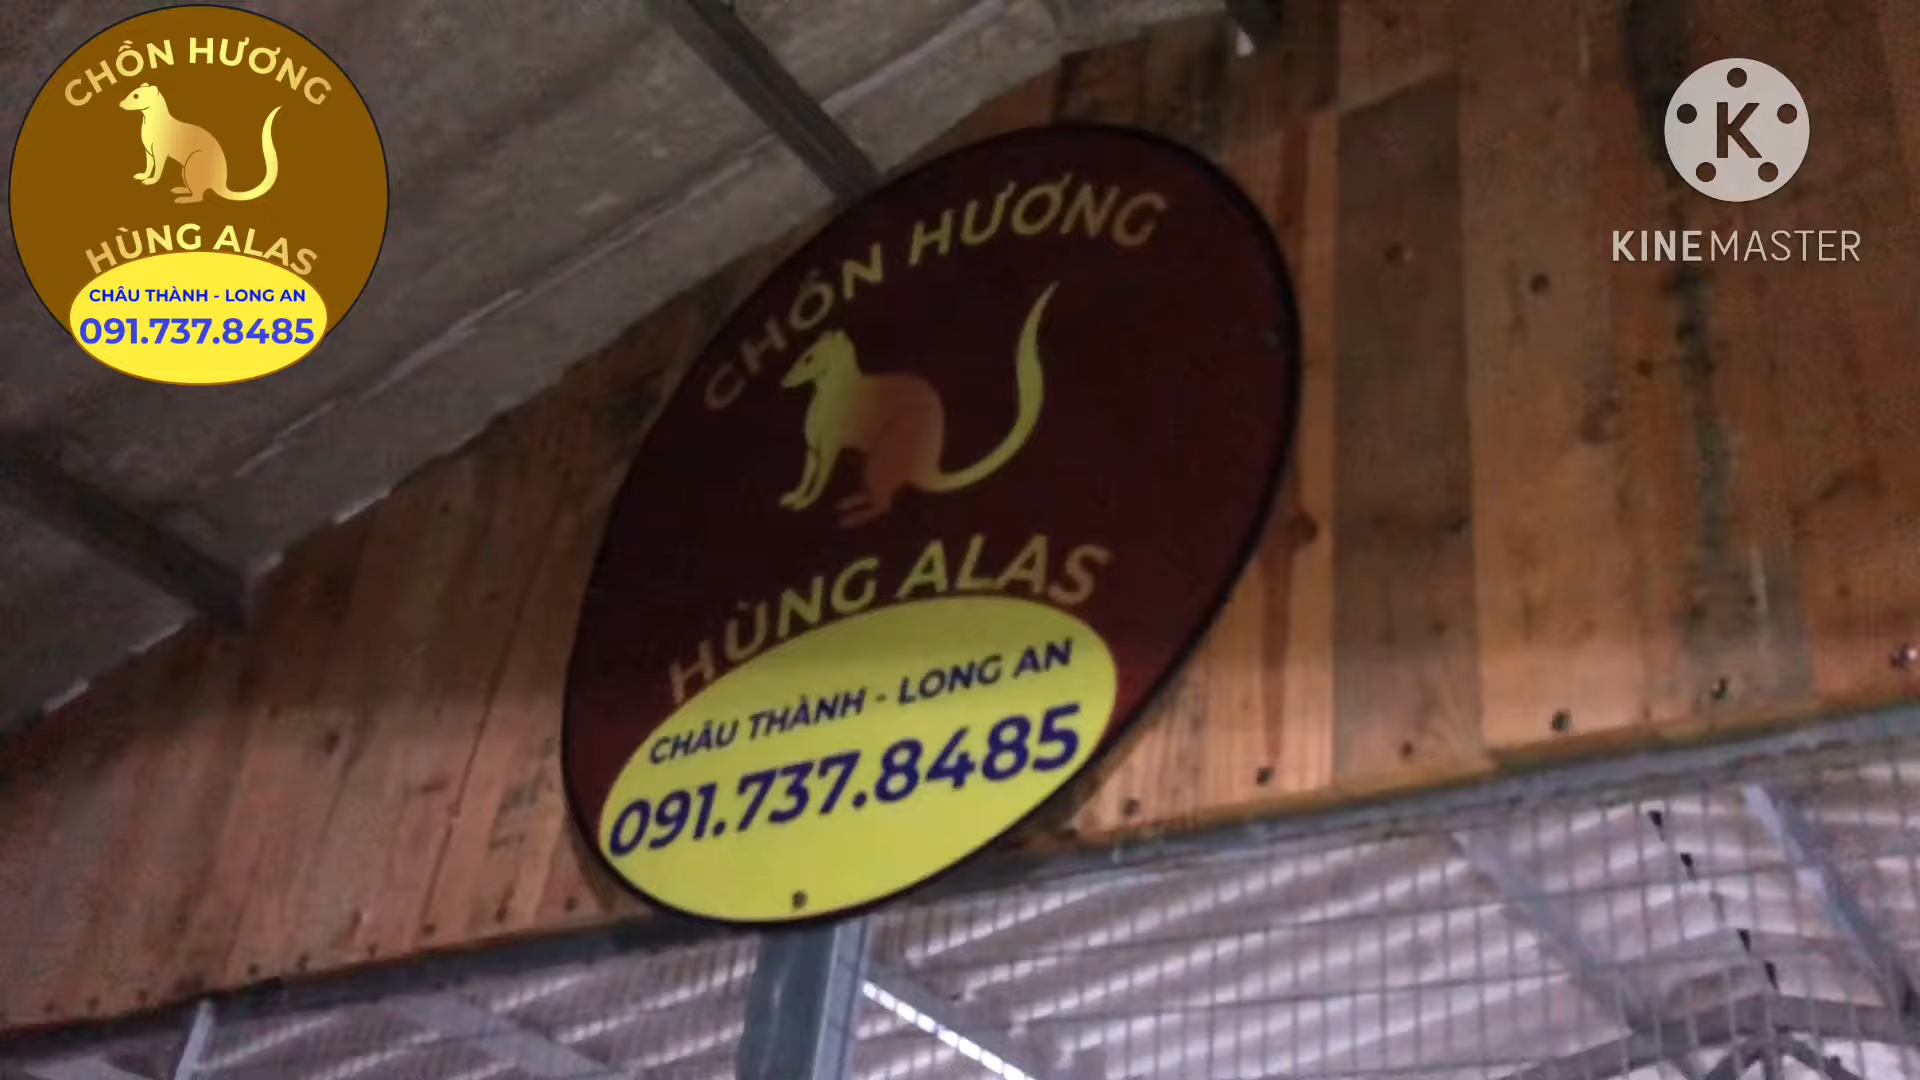 CHỒN HƯƠNG
HÙNG ALAS
CHÂU THÀNH - LONG AN
091.737.8485
K
KINEMASTER
CHỒN HƯƠNG
HÙNG ALAS
CHÂU THÀNH - LONG AN
091.737.8485